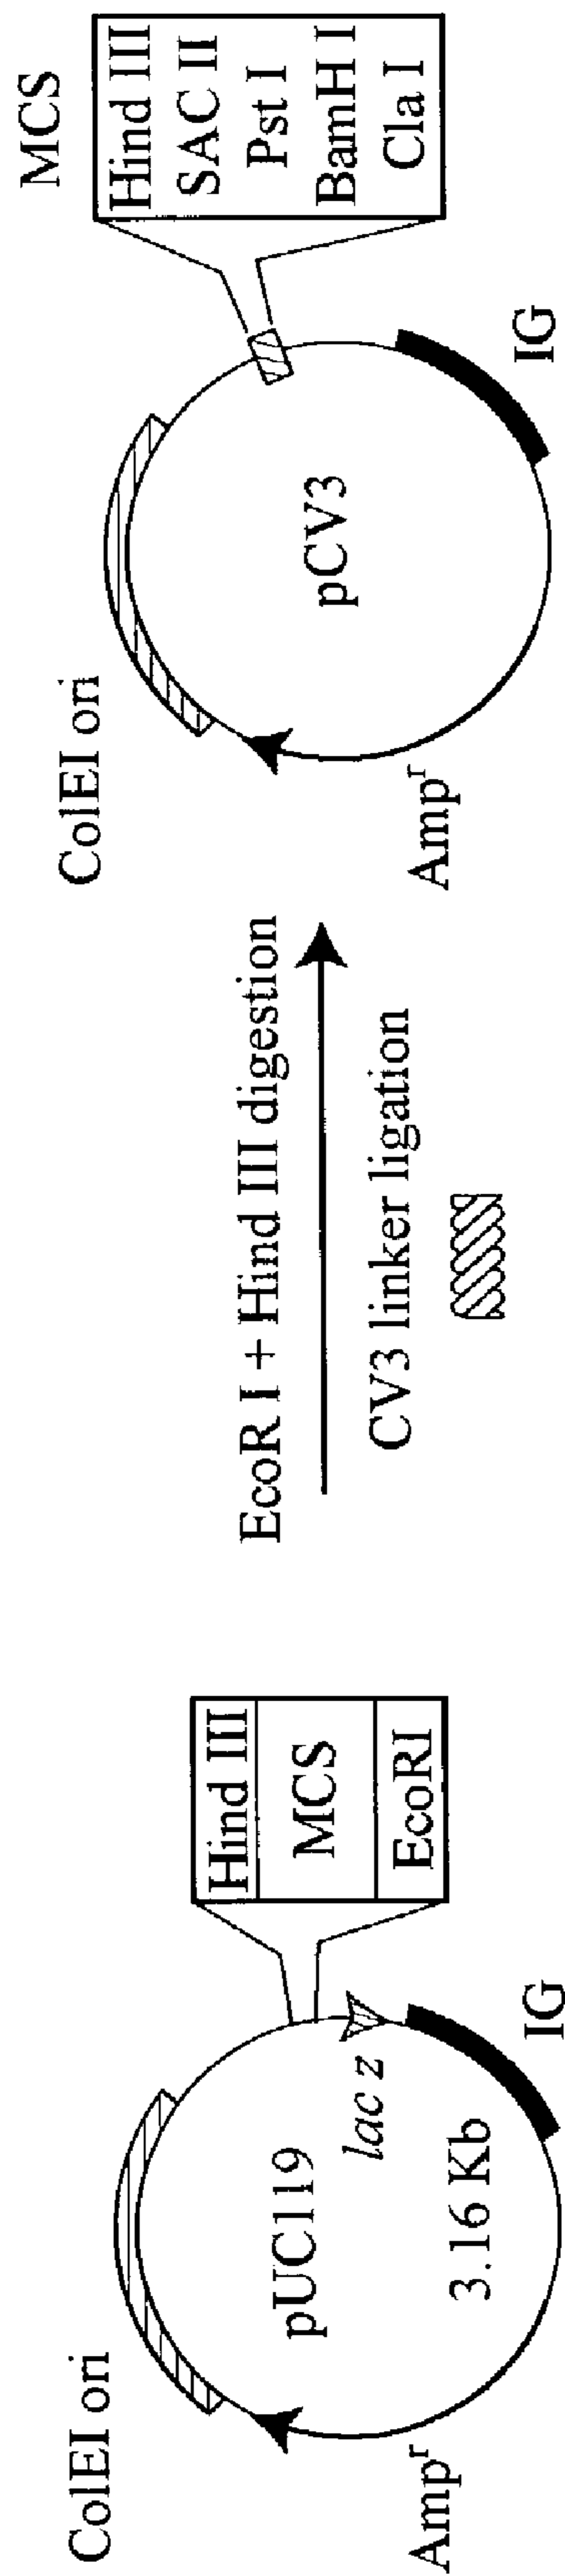 ColEI ori
Hind III
MCS
EcoRI
pUC119
lac z
3.16 Kb
Amp^r
IG
EcoR I + Hind III digestion
CV3 linker ligation
ColEI ori
MCS
Hind III
SAC II
Pst I
BamH I
Cla I
pCV3
Amp^r
IG